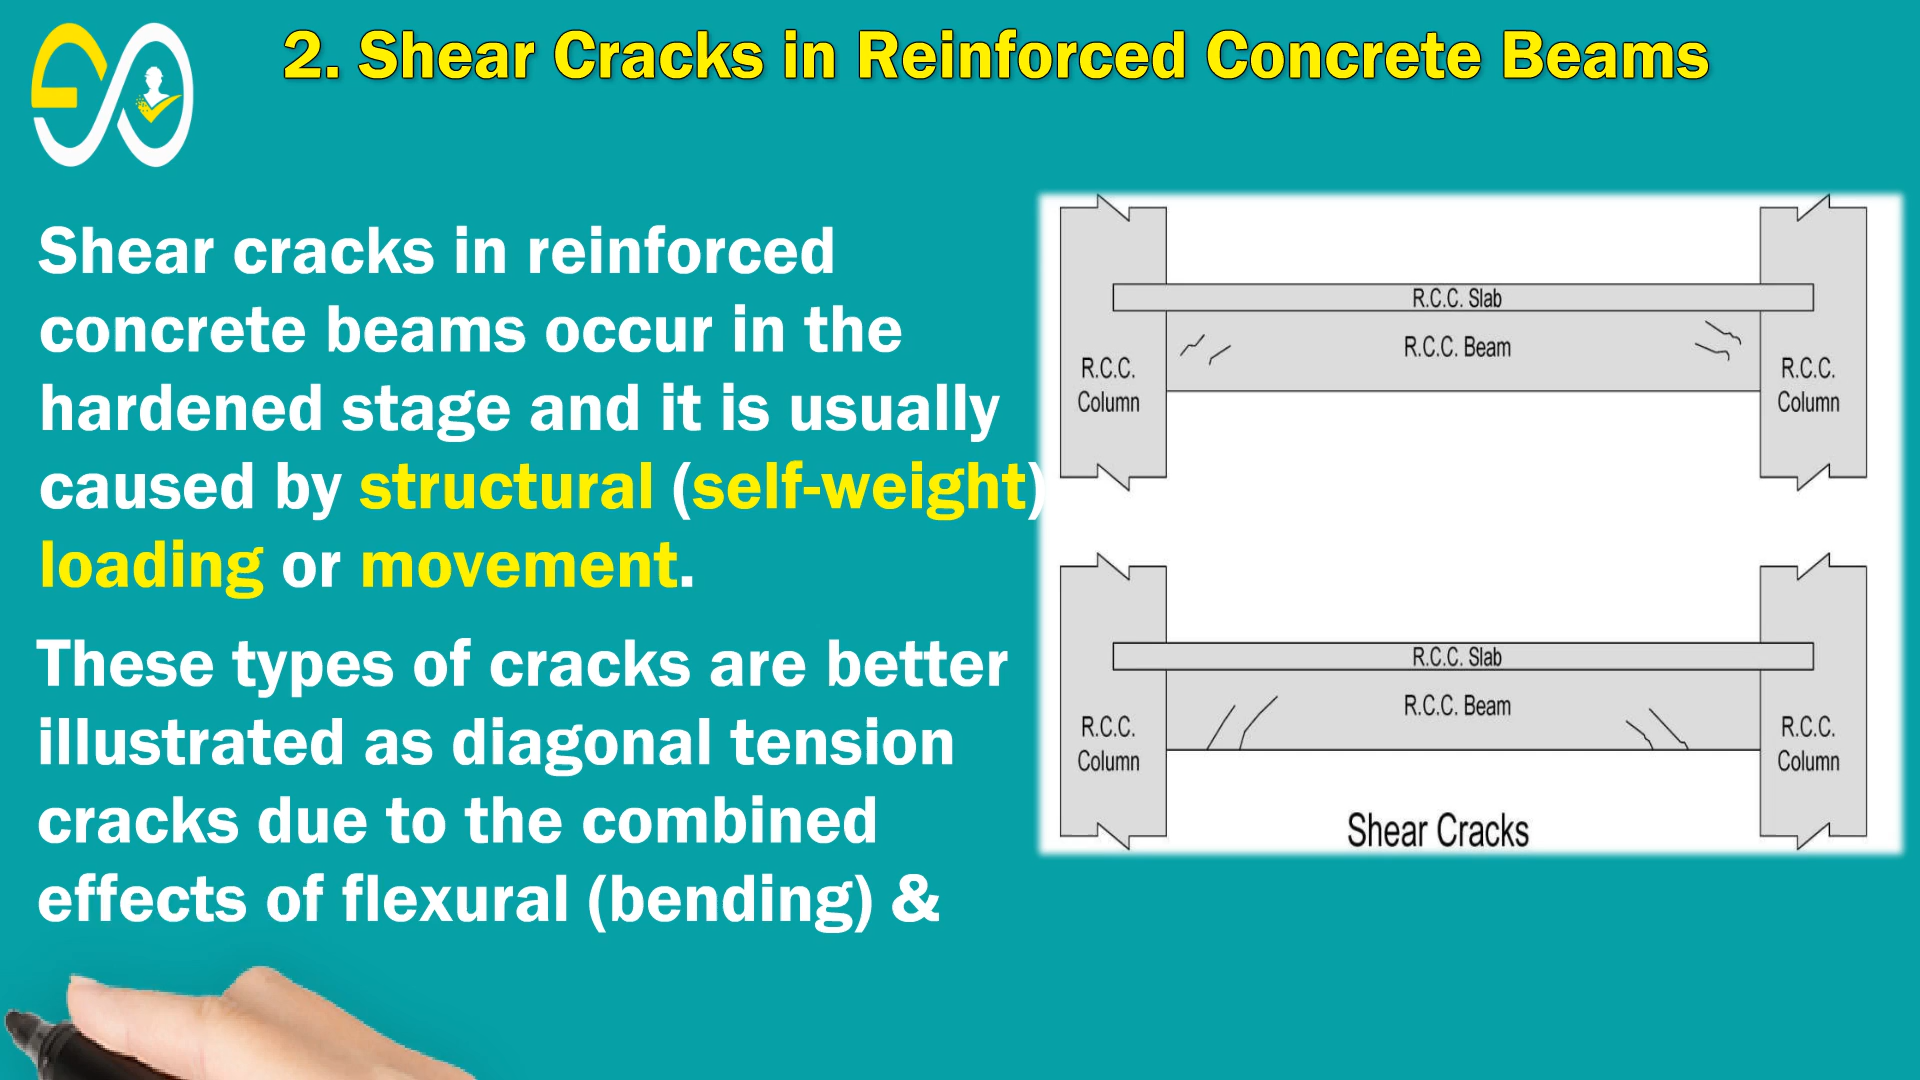 2. Shear Cracks in Reinforced Concrete Beams
Shear cracks in reinforced
concrete beams occur in the
hardened stage and it is usually
caused by structural (self-weight)
loading or movement.
These types of cracks are better
illustrated as diagonal tension
cracks due to the combined
effects of flexural (bending) &
R.C.C. Slab
R.C.C. Beam
R.C.C.
Column
R.C.C.
Column
R.C.C. Slab
R.C.C. Beam
R.C.C.
Column
R.C.C.
Column
Shear Cracks